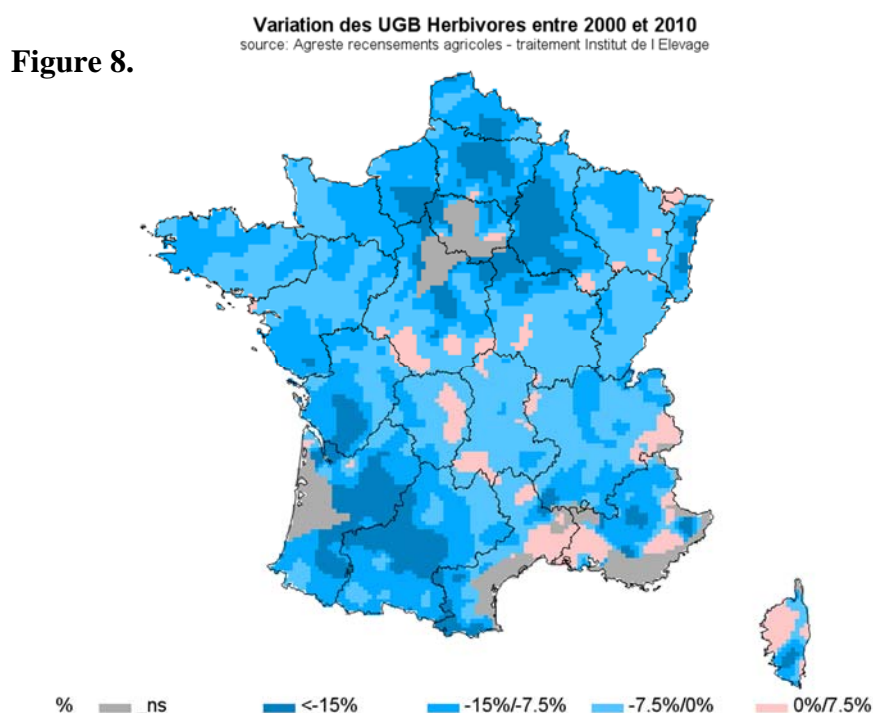 Variation des UGB Herbivores entre 2000 et 2010
source: Agreste recensements agricoles - traitement Institut de l Elevage
Figure 8.
% ns <-15% -15%/-7.5% -7.5%/0% 0%/7.5%